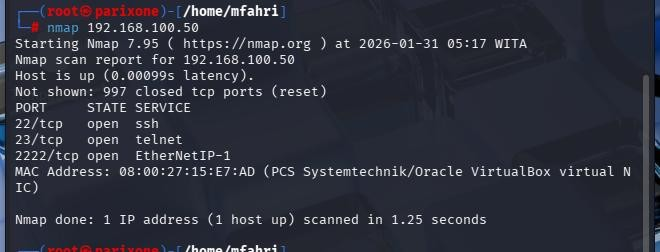 ┌──(root㉿parixone)-[/home/mfahri]
└─# nmap 192.168.100.50
Starting Nmap 7.95 ( https://nmap.org ) at 2026-01-31 05:17 WITA
Nmap scan report for 192.168.100.50
Host is up (0.00099s latency).
Not shown: 997 closed tcp ports (reset)
PORT     STATE SERVICE
22/tcp   open  ssh
23/tcp   open  telnet
2222/tcp open  EtherNetIP-1
MAC Address: 08:00:27:15:E7:AD (PCS Systemtechnik/Oracle VirtualBox virtual N
IC)
Nmap done: 1 IP address (1 host up) scanned in 1.25 seconds
┌──(root㉿parixone)-[/home/mfahri]